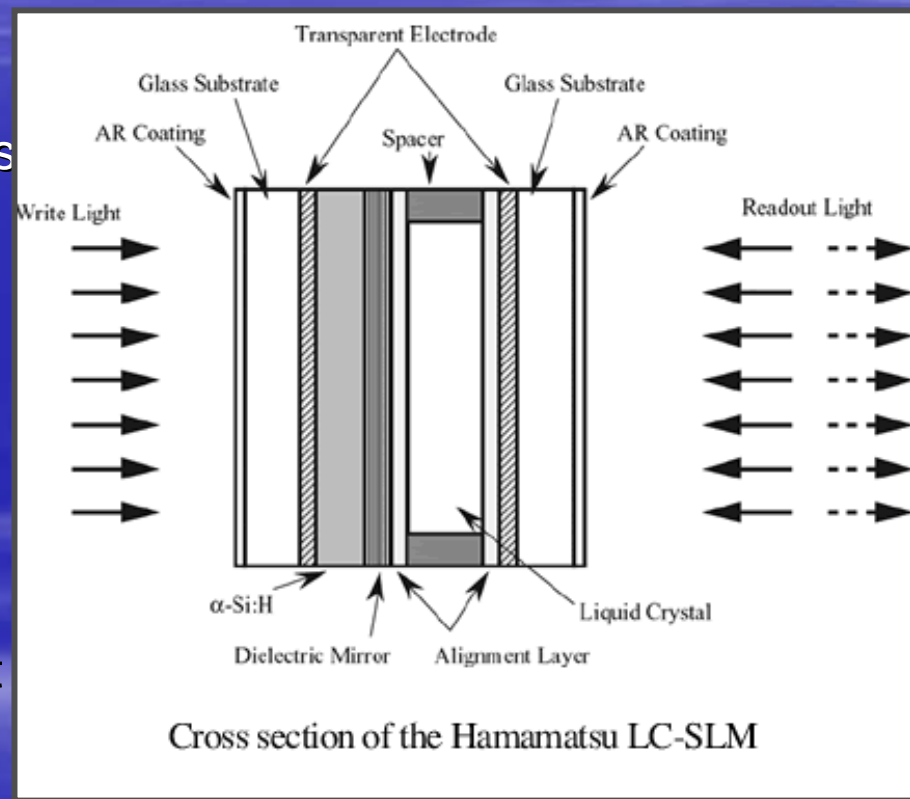 Transparent Electrode
Glass Substrate
Glass Substrate
AR Coating
Spacer
AR Coating
s
Write Light
Readout Light
α-Si:H
Liquid Crystal
Dielectric Mirror
Alignment Layer
Cross section of the Hamamatsu LC-SLM